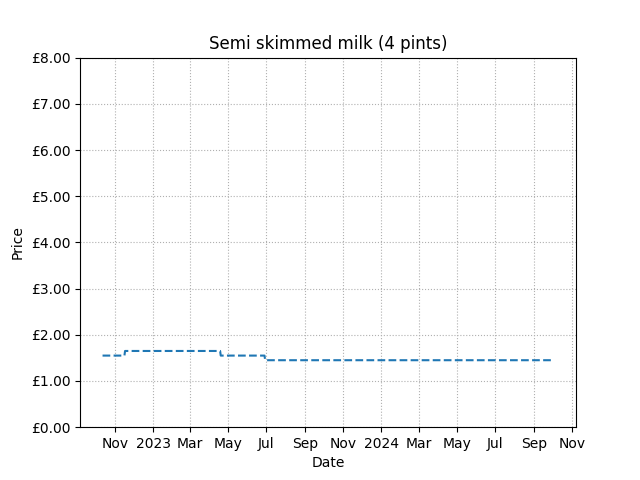 Semi skimmed milk (4 pints)
£8.00
£7.00
£6.00
£5.00
£4.00
£3.00
£2.00
£1.00
£0.00
Price
Nov 2023 Mar May Jul Sep Nov 2024 Mar May Jul Sep Nov
Date